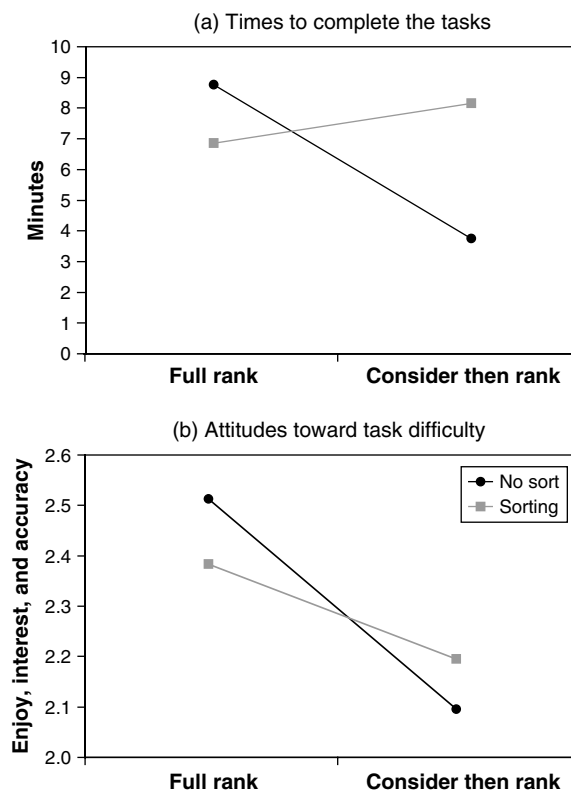 (a) Times to complete the tasks
10
9
8
7
6
5
4
3
2
1
0
Minutes
Full rank
Consider then rank
(b) Attitudes toward task difficulty
2.6
2.5
2.4
2.3
2.2
2.1
2.0
Enjoy, interest, and accuracy
No sort
Sorting
Full rank
Consider then rank